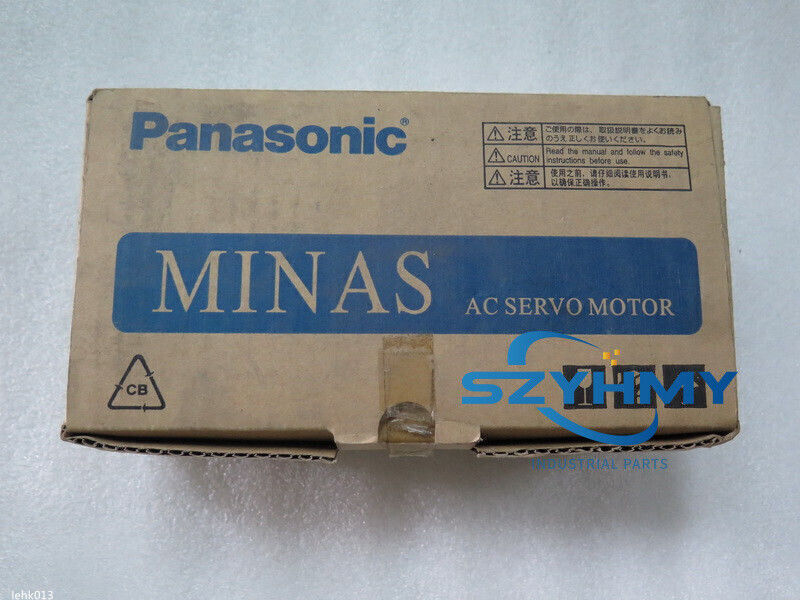 Panasonic®
⚠注意 ご使用の際は、取扱説明書をよくお読み
のうえ正しくお使いください。
⚠CAUTION Read the manual and follow the safety
instructions before use.
⚠注意 使用之前，请仔细阅读使用说明书，
以确保正确操作。
MINAS AC SERVO MOTOR
CB
SZYHMY
INDUSTRIAL PARTS
lehk013